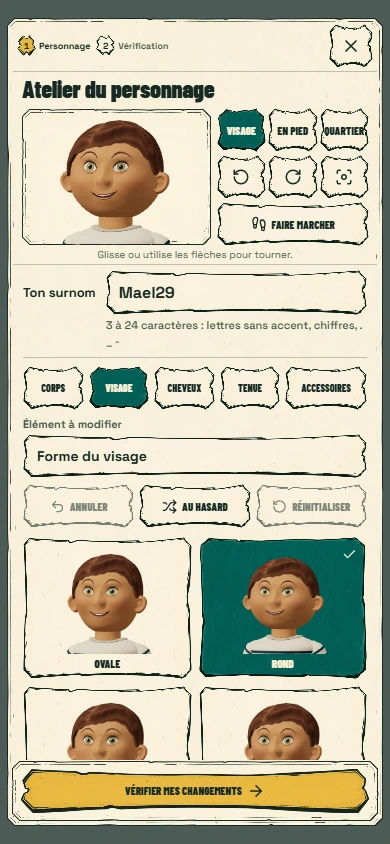 1 Personnage 2 Vérification
Atelier du personnage
VISAGE EN PIED QUARTIER
FAIRE MARCHER
Glisse ou utilise les flèches pour tourner.
Ton surnom Mael29
3 à 24 caractères : lettres sans accent, chiffres, .
_ -
CORPS VISAGE CHEVEUX TENUE ACCESSOIRES
Élément à modifier
Forme du visage
ANNULER AU HASARD RÉINITIALISER
OVALE ROND
VÉRIFIER MES CHANGEMENTS